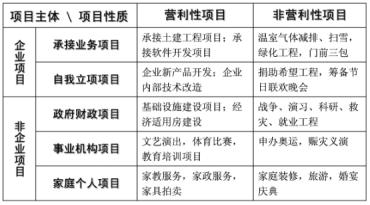 项目主体 \ 项目性质
营利性项目
非营利性项目
企业项目
承接业务项目
承接土建工程项目；承
接软件开发项目
温室气体减排、扫雪，
绿化工程，门前三包
自我立项项目
企业新产品开发；企业
内部技术改造
捐助希望工程，筹备节
日联欢晚会
非企业项目
政府财政项目
基础设施建设项目；经
济适用房建设
战争、演习、科研、救
灾、就业工程
事业机构项目
文艺演出，体育比赛，
教育培训项目
申办奥运，赈灾义演
家庭个人项目
家教服务，家政服务，
家具拍卖
家庭装修，旅游，婚宴
庆典